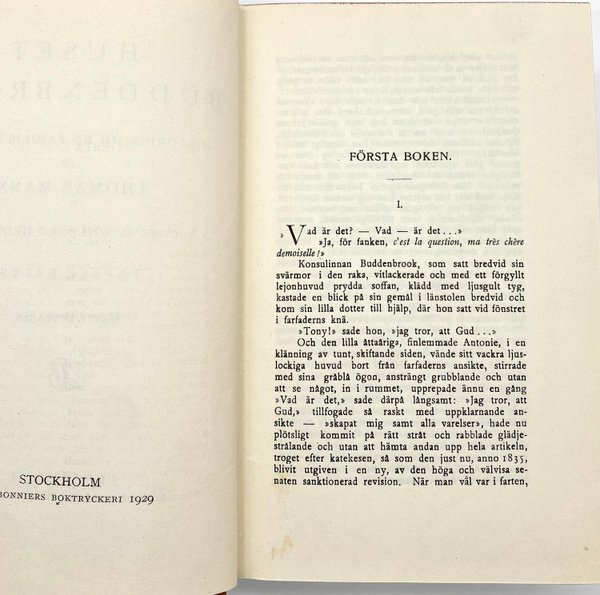 STOCKHOLM
BONNIERS BOKTRYCKERI 1929
FÖRSTA BOKEN.
I.
»Vad är det? — Vad — är det...»
»Ja, för fanken, c'est la question, ma très chère
demoiselle!»
Konsulinnan Buddenbrook, som satt bredvid sin
svärmor i den raka, vitlackerade och med ett förgyllt
lejonhuvud prydda soffan, klädd med ljusgult tyg,
kastade en blick på sin gemål i länstolen bredvid och
kom sin lilla dotter till hjälp, där hon satt vid fönstret
i farfaderns knä.
»Tony!» sade hon, »jag tror, att Gud...»
Och den lilla åttaåriga, finlemmade Antonie, i en
klänning av tunt, skiftande siden, vände sitt vackra ljus-
lockiga huvud bort från farfaderns ansikte, stirrade
med sina gråblå ögon, ansträngt grubblande och utan
att se något, in i rummet, upprepade ännu en gång
»Vad är det,» sade därpå långsamt: »Jag tror, att
Gud,» tillfogade så raskt med uppklarnande an-
sikte — »skapat mig samt alla varelser», hade nu
plötsligt kommit på rätt stråt och rabblade glädje-
strålande och utan att hämta andan upp hela artikeln,
troget efter katekesen, så som den just nu, anno 1835,
blivit utgiven i en ny, av den höga och välvisa se-
naten sanktionerad revision. När man väl var i farten,